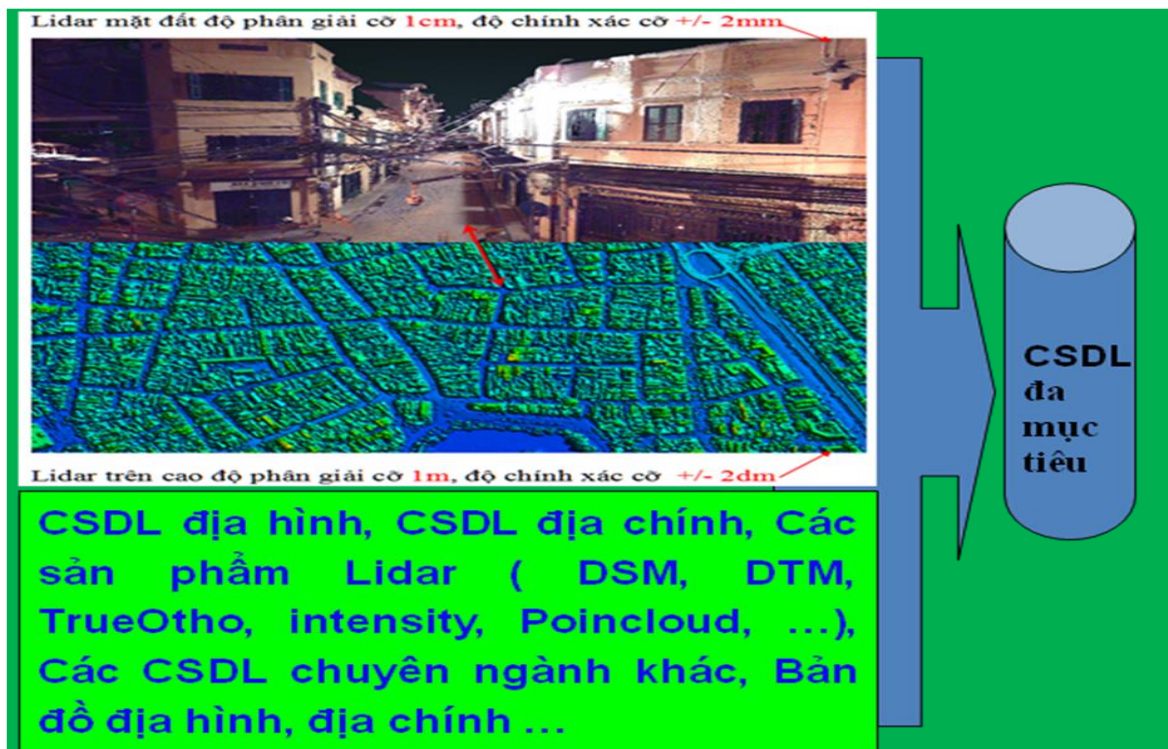 Lidar mặt đất độ phân giải cỡ 1cm, độ chính xác cỡ +/- 2mm
Lidar trên cao độ phân giải cỡ 1m, độ chính xác cỡ +/- 2dm
CSDL địa hình, CSDL địa chính, Các
sản phẩm Lidar ( DSM, DTM,
TrueOtho, intensity, Poincloud, ...),
Các CSDL chuyên ngành khác, Bản
đồ địa hình, địa chính ...
CSDL
đa
mục
tiêu